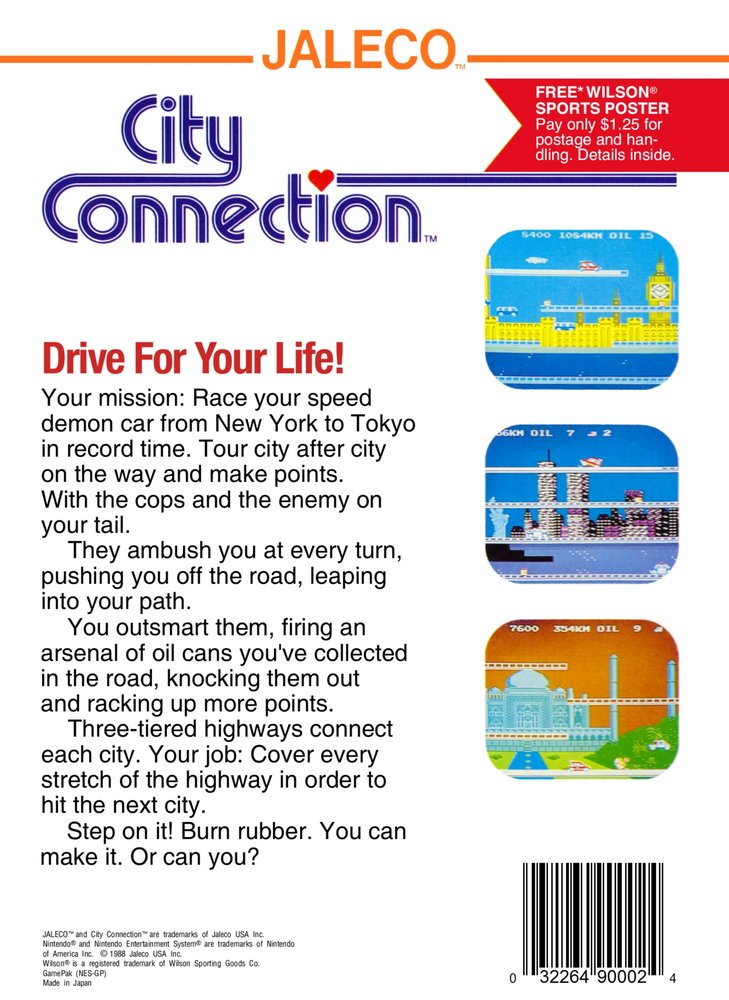 JALECO™
City
Connection™
FREE* WILSON®
SPORTS POSTER
Pay only $1.25 for
postage and han-
dling. Details inside.
8400 1084KM OIL 15
Drive For Your Life!
Your mission: Race your speed
demon car from New York to Tokyo
in record time. Tour city after city
on the way and make points.
With the cops and the enemy on
your tail.
They ambush you at every turn,
pushing you off the road, leaping
into your path.
You outsmart them, firing an
arsenal of oil cans you've collected
in the road, knocking them out
and racking up more points.
Three-tiered highways connect
each city. Your job: Cover every
stretch of the highway in order to
hit the next city.
Step on it! Burn rubber. You can
make it. Or can you?
6KM OIL 7 2
7600 354KM OIL 9
JALECO™ and City Connection™ are trademarks of Jaleco USA Inc.
Nintendo® and Nintendo Entertainment System® are trademarks of Nintendo
of America Inc. © 1988 Jaleco USA Inc.
Wilson® is a registered trademark of Wilson Sporting Goods Co.
GamePak (NES-GP)
Made in Japan
0 32264 90002 4